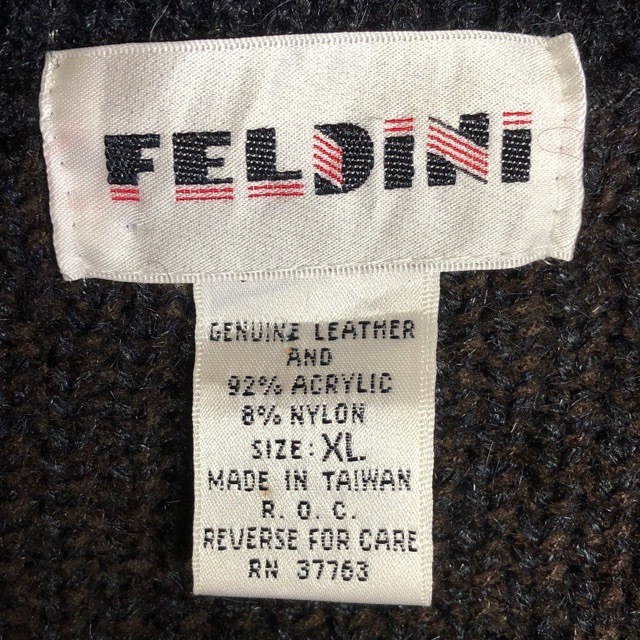 FELDINI
GENUINE LEATHER
AND
92% ACRYLIC
8% NYLON
SIZE: XL
MADE IN TAIWAN
R. O. C.
REVERSE FOR CARE
RN 37763